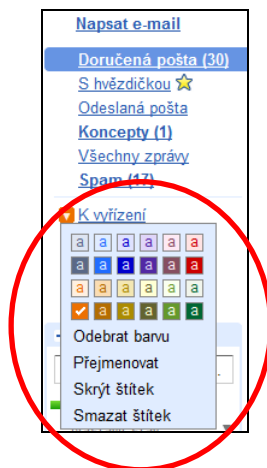 Napsat e-mail
Doručená pošta (30)
S hvězdičkou
Odeslaná pošta
Koncepty (1)
Všechny zprávy
Spam (17)
K vyřízení
a a a a a a
a a a a a a
a a a a a a
a a a a a
Odebrat barvu
Přejmenovat
Skrýt štítek
Smazat štítek